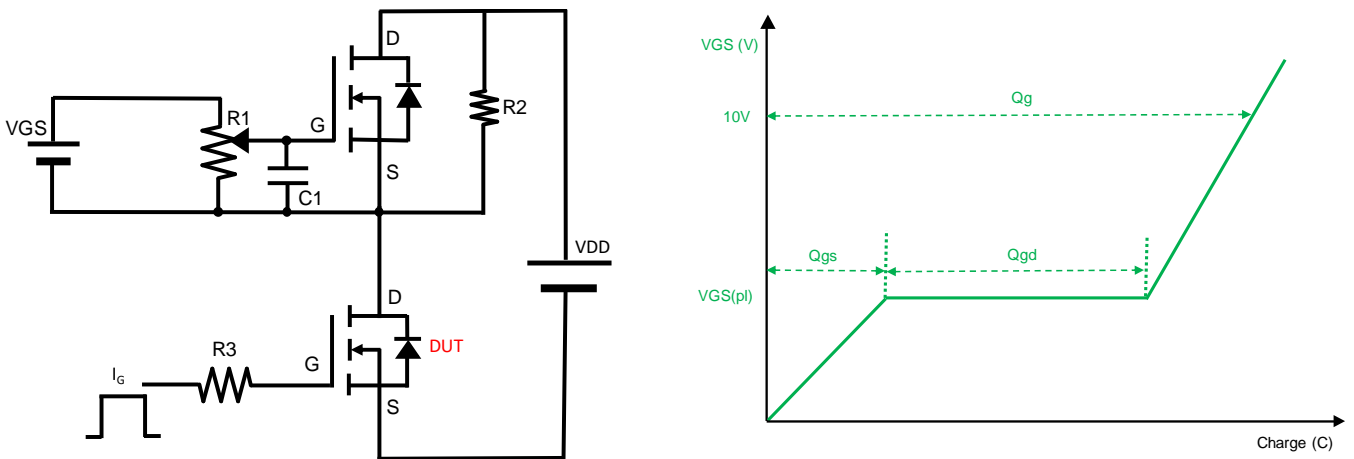 D
VGS
R1
G
R2
S
C1
VDD
D
R3
G
DUT
IG
S
VGS (V)
Qg
10V
Qgs
Qgd
VGS(pl)
Charge (C)